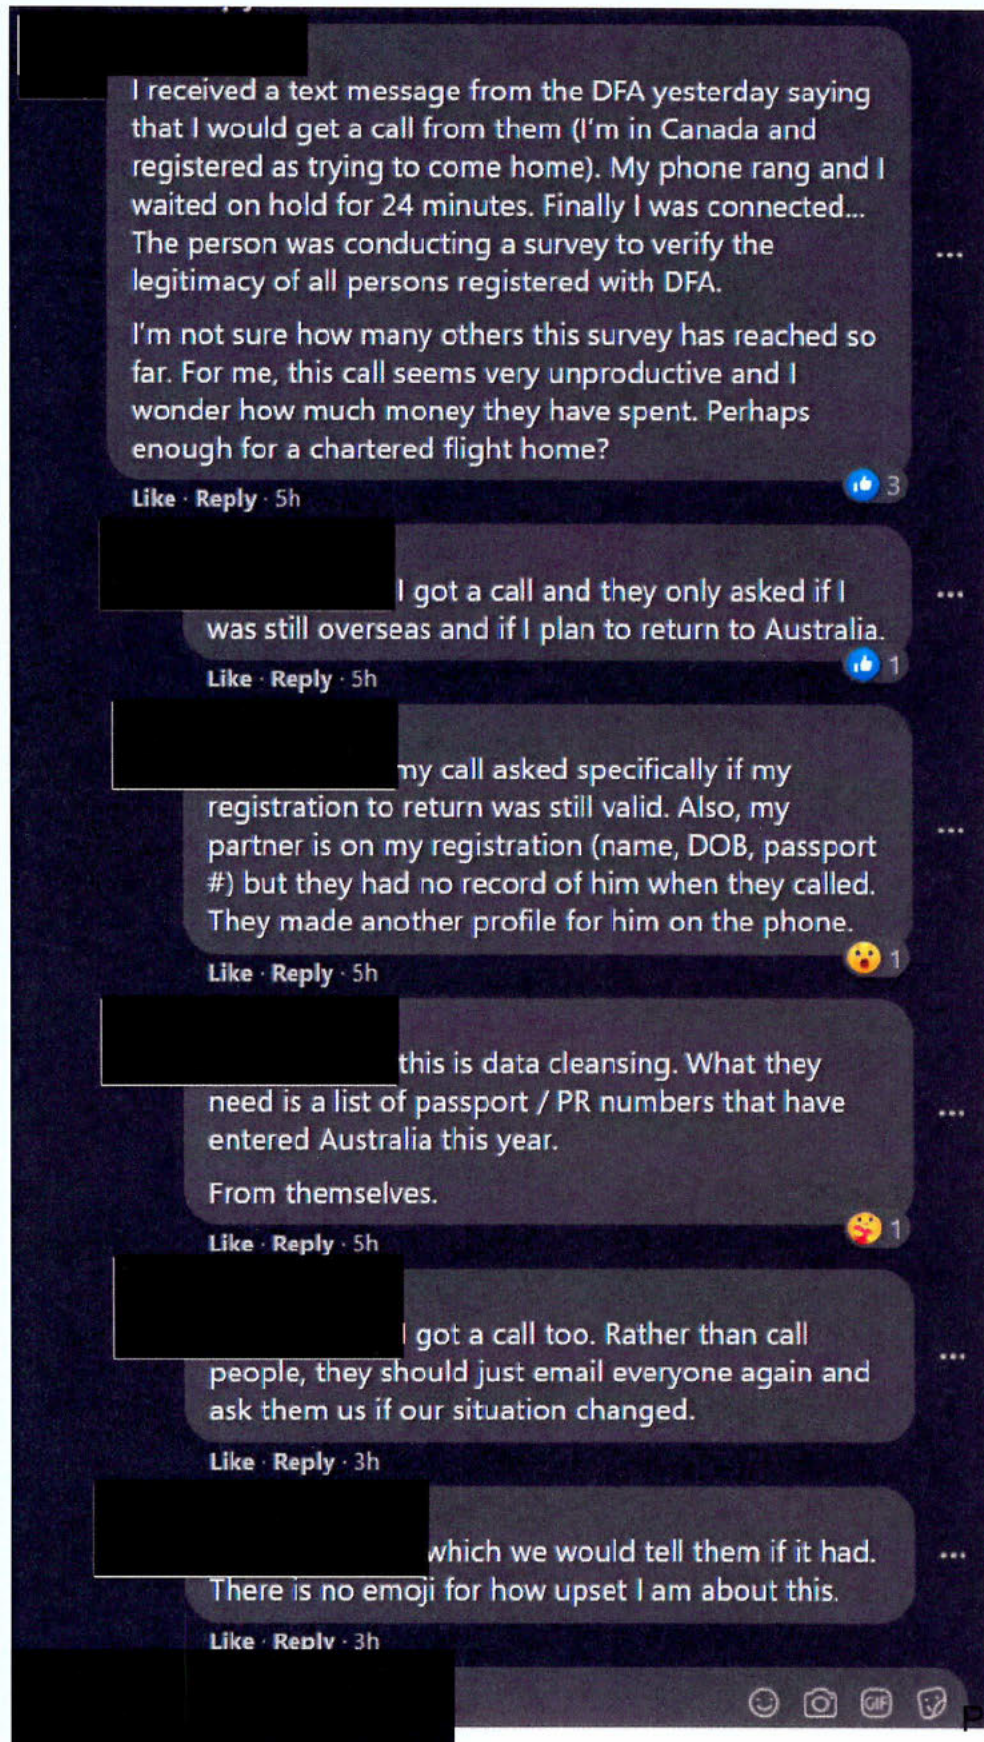 I received a text message from the DFA yesterday saying
that I would get a call from them (I'm in Canada and
registered as trying to come home). My phone rang and I
waited on hold for 24 minutes. Finally I was connected...
The person was conducting a survey to verify the
legitimacy of all persons registered with DFA.
I'm not sure how many others this survey has reached so
far. For me, this call seems very unproductive and I
wonder how much money they have spent. Perhaps
enough for a chartered flight home?
3
Like · Reply · 5h
I got a call and they only asked if I
was still overseas and if I plan to return to Australia.
1
Like · Reply · 5h
my call asked specifically if my
registration to return was still valid. Also, my
partner is on my registration (name, DOB, passport
#) but they had no record of him when they called.
They made another profile for him on the phone.
1
Like · Reply · 5h
this is data cleansing. What they
need is a list of passport / PR numbers that have
entered Australia this year.
From themselves.
1
Like · Reply · 5h
I got a call too. Rather than call
people, they should just email everyone again and
ask them us if our situation changed.
Like · Reply · 3h
which we would tell them if it had.
There is no emoji for how upset I am about this.
Like · Reply · 3h
GIF
P